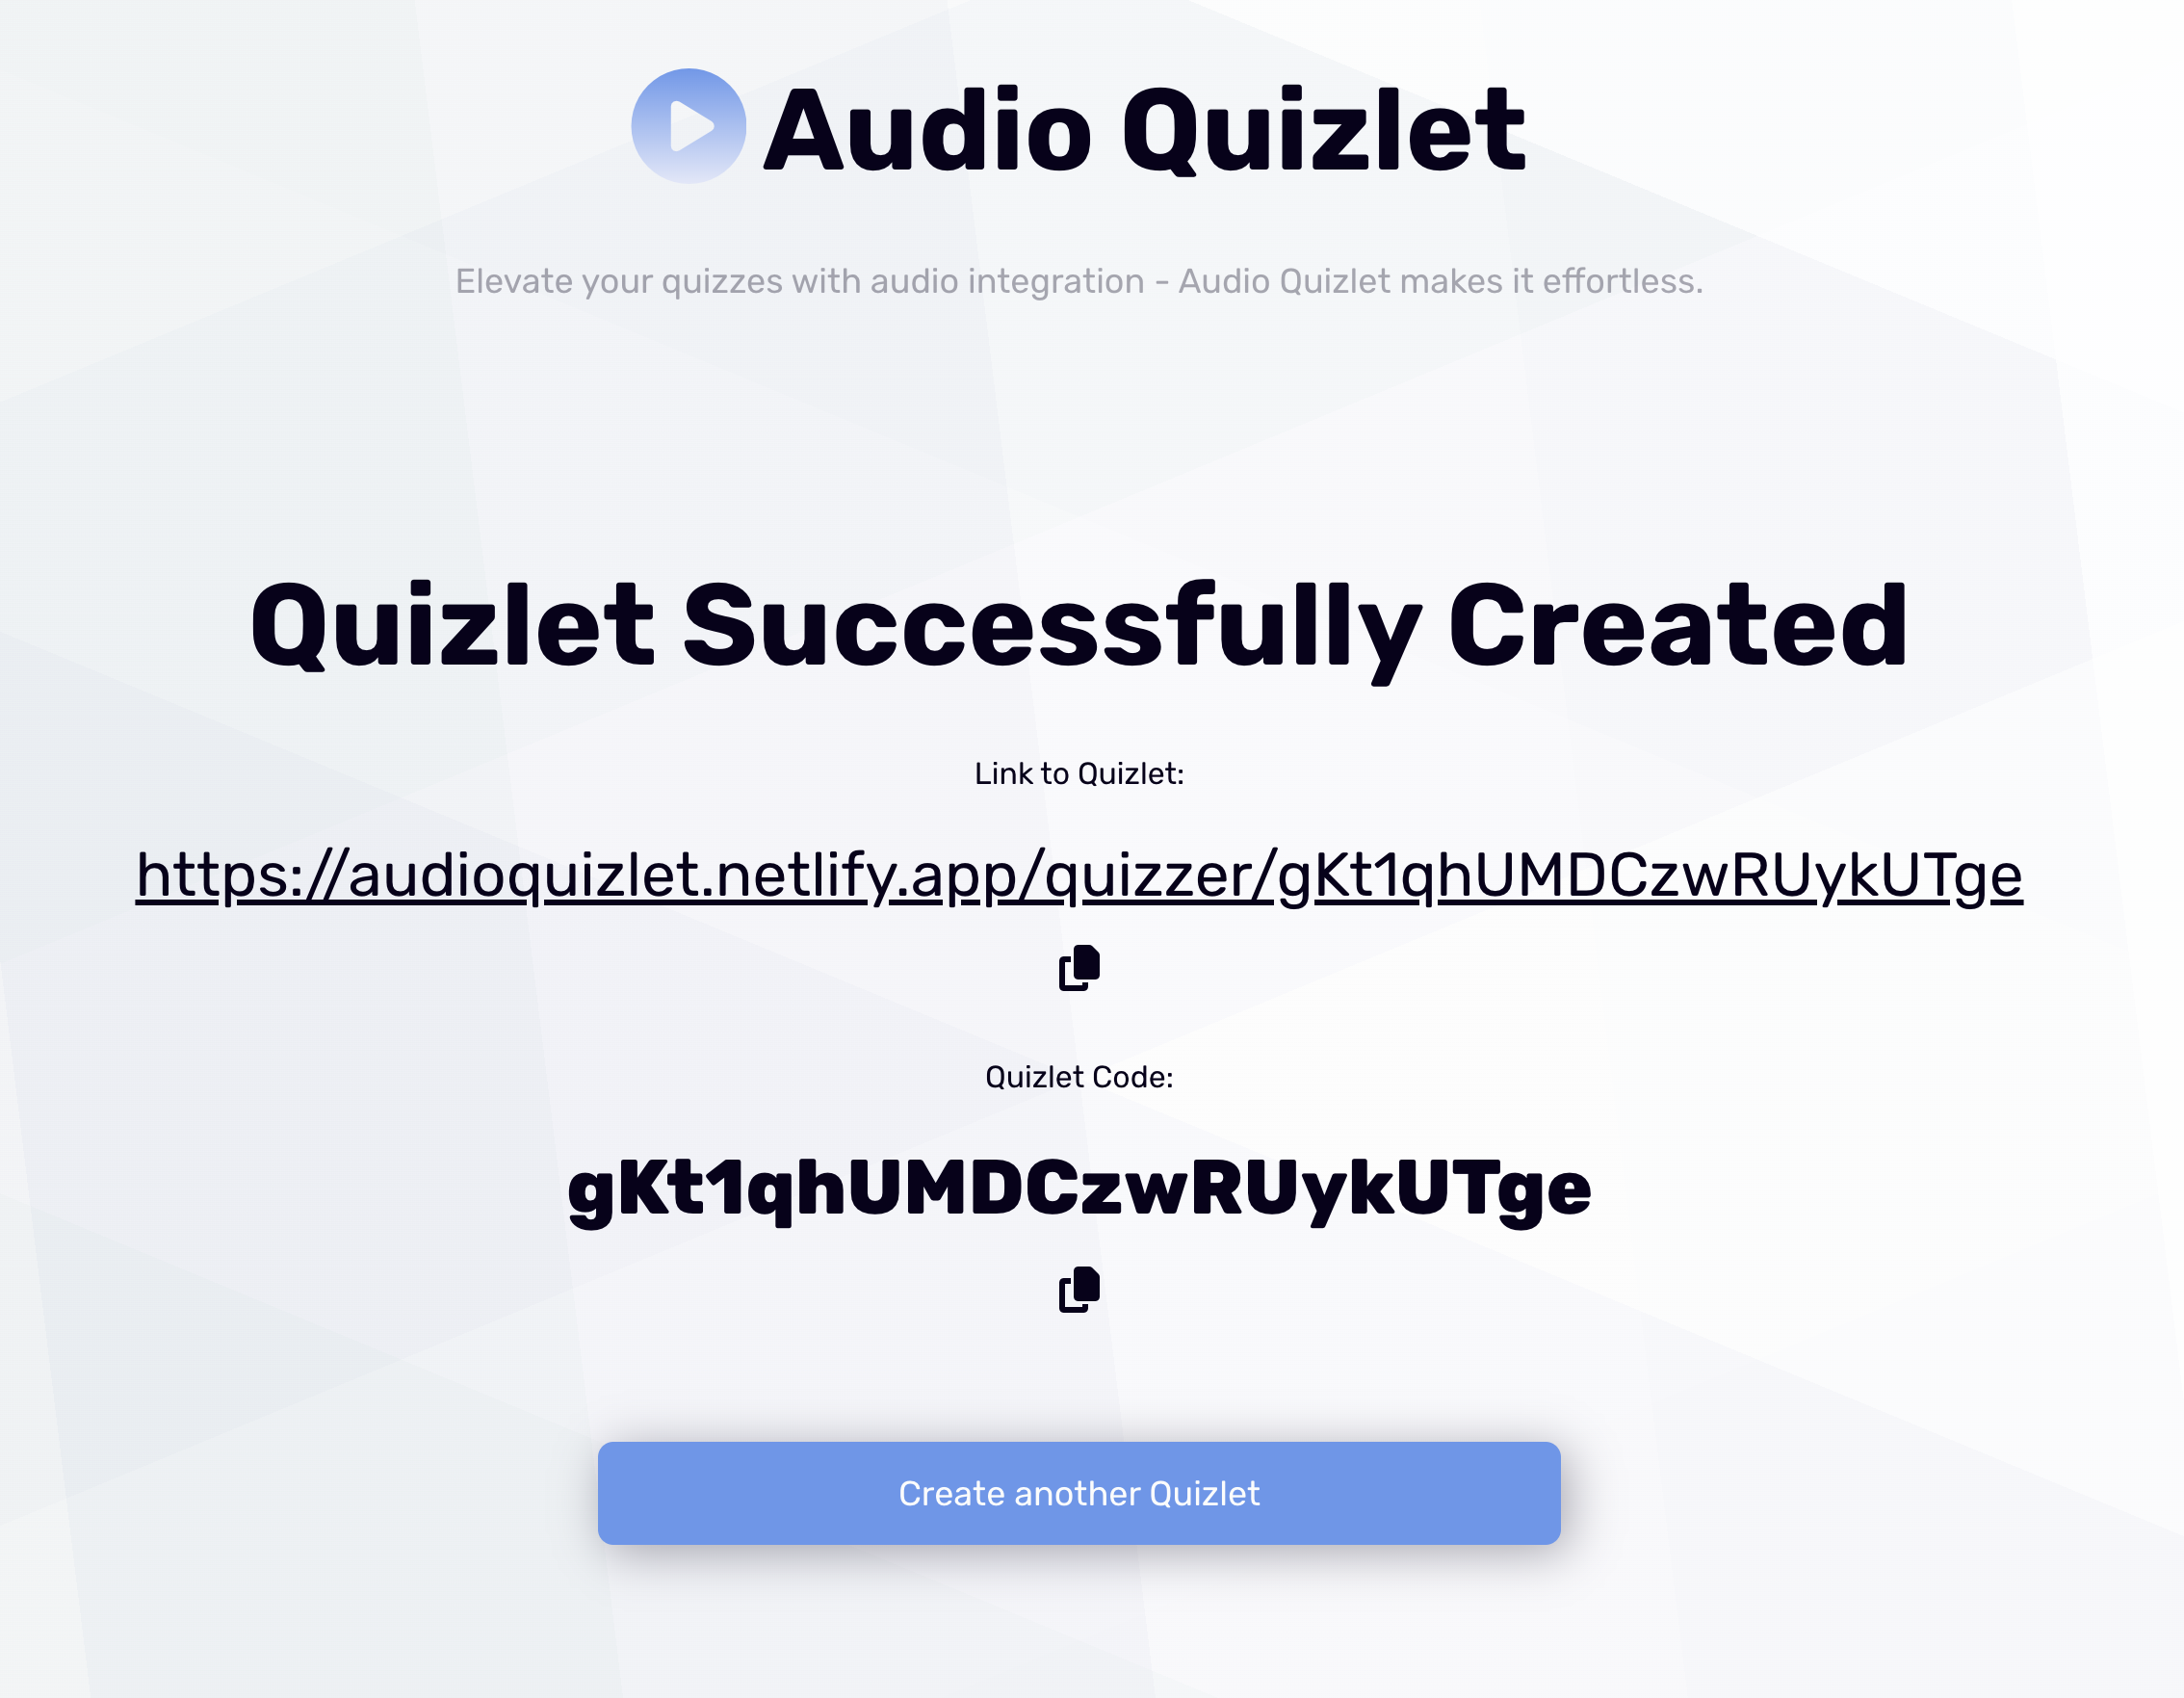 Audio Quizlet
Elevate your quizzes with audio integration - Audio Quizlet makes it effortless.
Quizlet Successfully Created
Link to Quizlet:
https://audioquizlet.netlify.app/quizzer/gKt1qhUMDCzwRUykUTge
Quizlet Code:
gKt1qhUMDCzwRUykUTge
Create another Quizlet